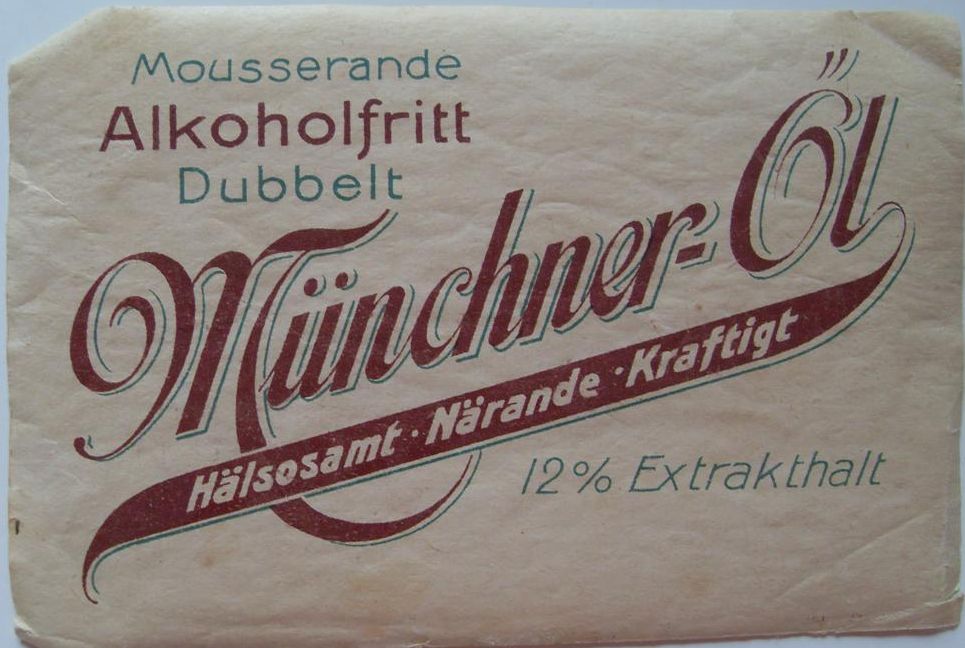 Mousserande
Alkoholfritt
Dubbelt
Münchner-Öl
Hälsosamt · Närande · Kraftigt
12% Extrakthalt